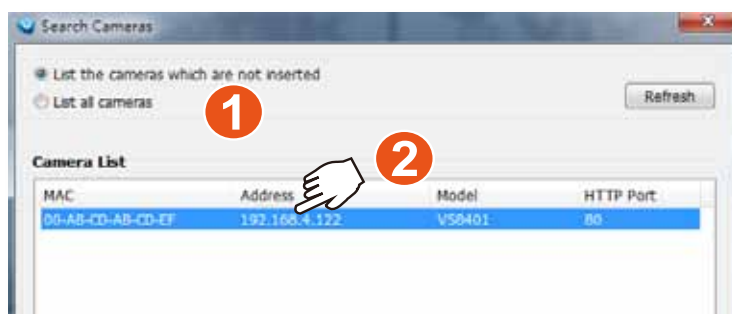 Search Cameras
List the cameras which are not inserted
List all cameras
1
Refresh
2
Camera List
MAC Address Model HTTP Port
00-AB-CD-AB-CD-EF 192.168.4.122 VS8401 80